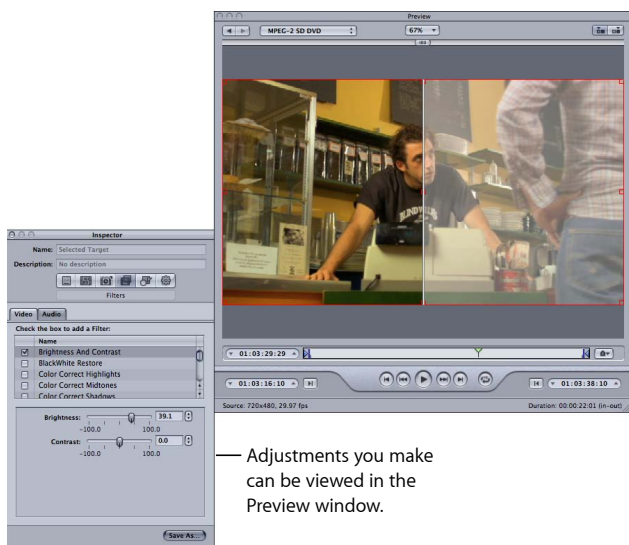 Preview
MPEG-2 SD DVD
67%
01:03:29:29
01:03:16:10
01:03:38:10
Source: 720x480, 29.97 fps
Duration: 00:00:22:01 (in-out)
Inspector
Name: Selected Target
Description: No description
Filters
Video Audio
Check the box to add a Filter:
Name
Brightness And Contrast
BlackWhite Restore
Color Correct Highlights
Color Correct Midtones
Color Correct Shadows
Brightness: 39.1
-100.0 100.0
Contrast: 0.0
-100.0 100.0
Save As...
Adjustments you make
can be viewed in the
Preview window.